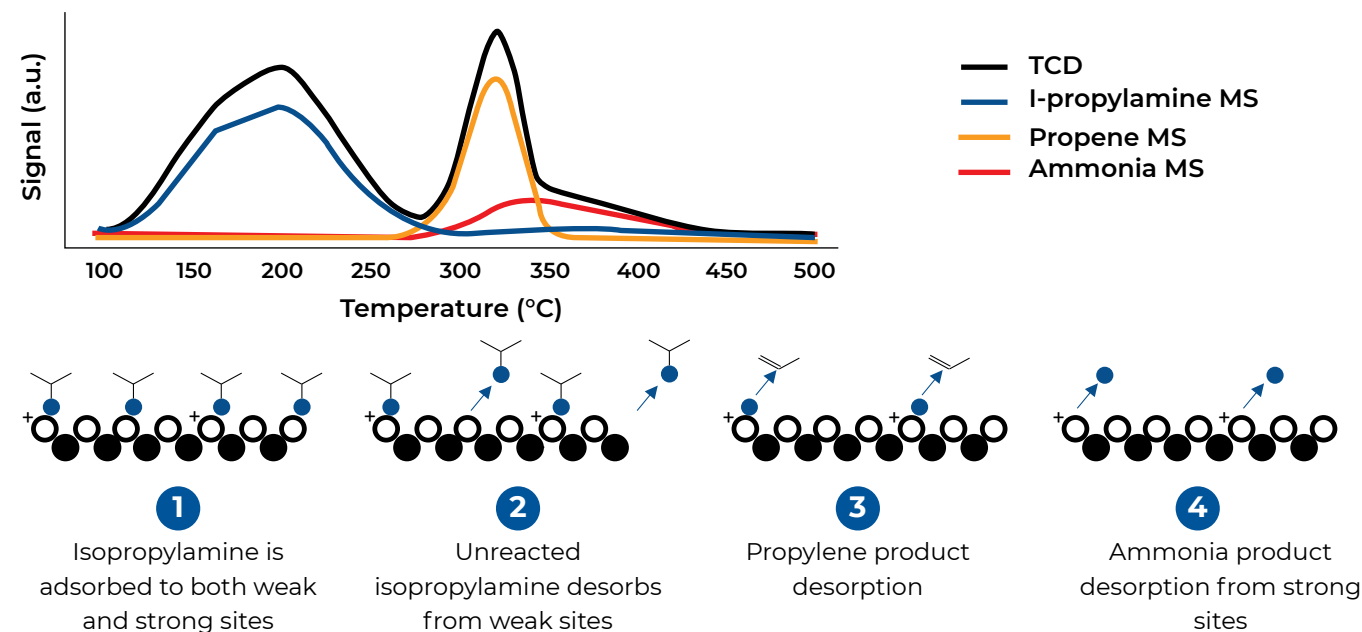 Signal (a.u.)
TCD
I-propylamine MS
Propene MS
Ammonia MS
100 150 200 250 300 350 400 450 500
Temperature (°C)
+ + + + + + + +
1
Isopropylamine is
adsorbed to both weak
and strong sites
2
Unreacted
isopropylamine desorbs
from weak sites
3
Propylene product
desorption
4
Ammonia product
desorption from strong
sites